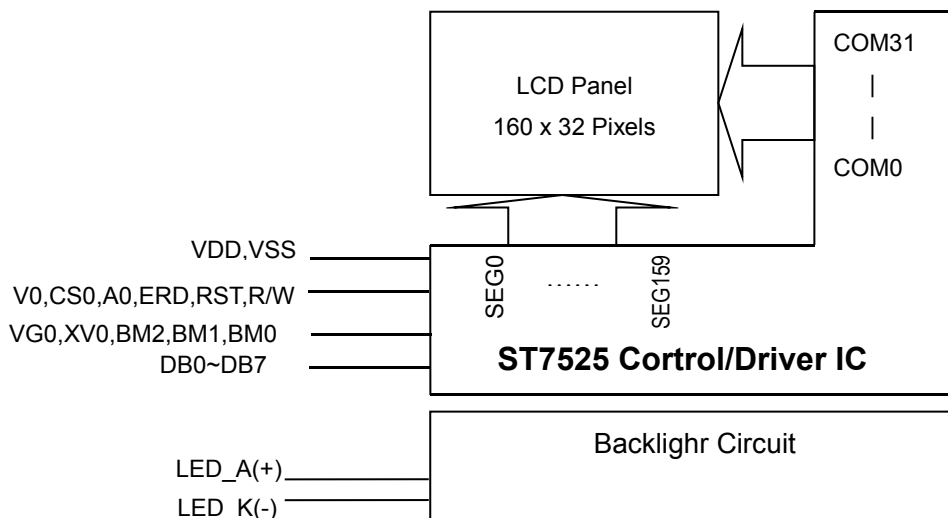 COM31
|
|
COM0
LCD Panel
160 x 32 Pixels
VDD,VSS
V0,CS0,A0,ERD,RST,R/W
VG0,XV0,BM2,BM1,BM0
DB0~DB7
SEG0
......
SEG159
ST7525 Cortrol/Driver IC
Backlighr Circuit
LED_A(+)
LED_K(-)